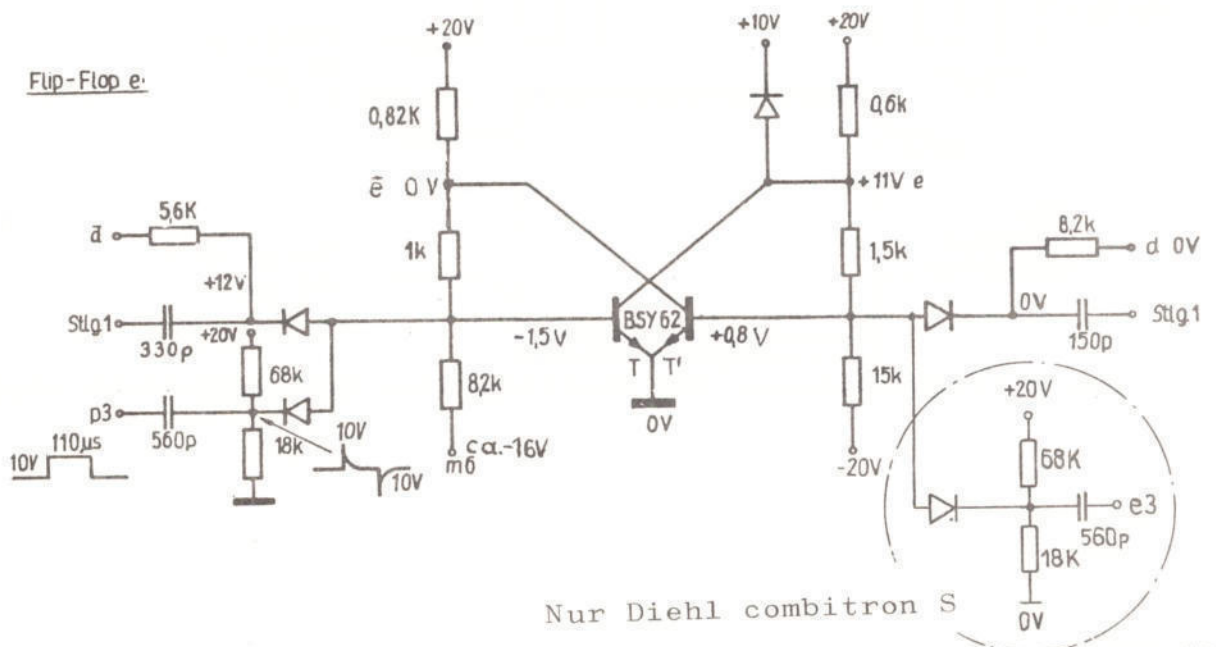 Flip-Flop e.
+20V
+10V
+20V
0,82K
0,6k
ē 0 V
+11V e
5,6K
ā
1k
1,5k
8,2k
d 0V
+12v
Stlg.1
330p
+20V
68k
-1,5V
BSY 62
T T'
0V
+0,8 V
0V
150p
Stlg.1
p3
560p
18k
10V
10V
10V
110µs
8,2k
ca.-16V
m6
15k
-20V
+20V
68K
e3
560p
18K
0V
Nur Diehl combitron S